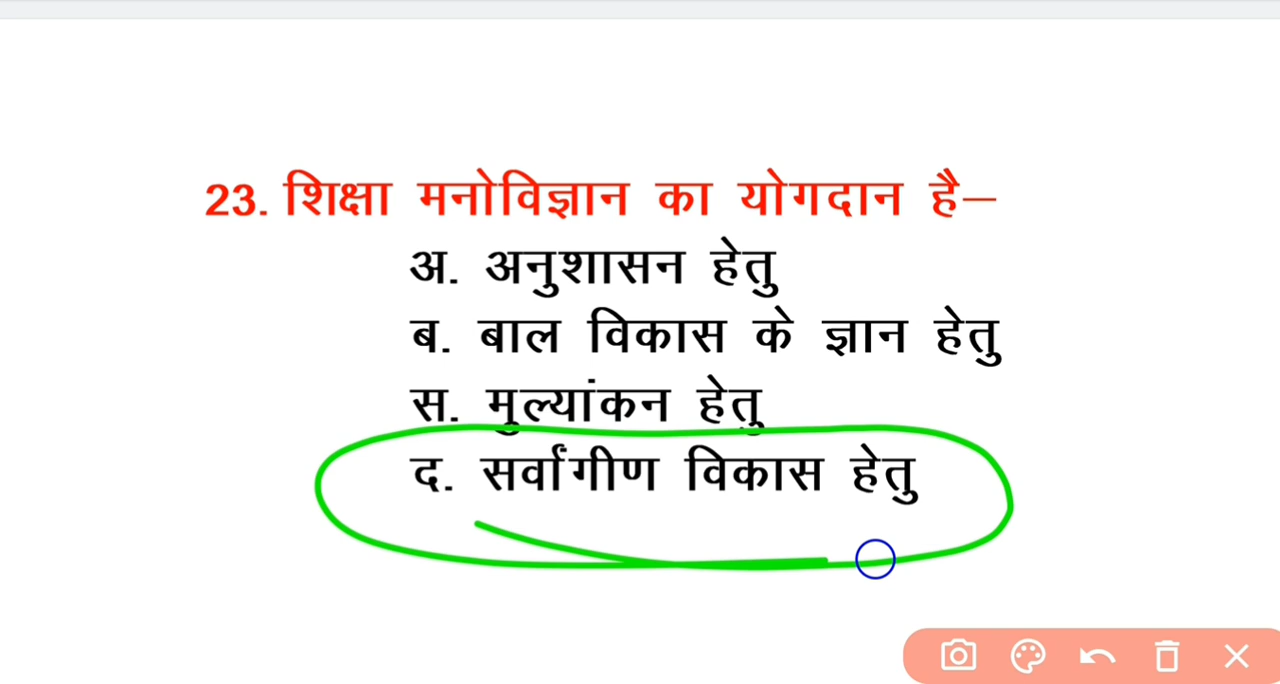 23. शिक्षा मनोविज्ञान का योगदान है–
अ. अनुशासन हेतु
ब. बाल विकास के ज्ञान हेतु
स. मुल्यांकन हेतु
द. सर्वांगीण विकास हेतु